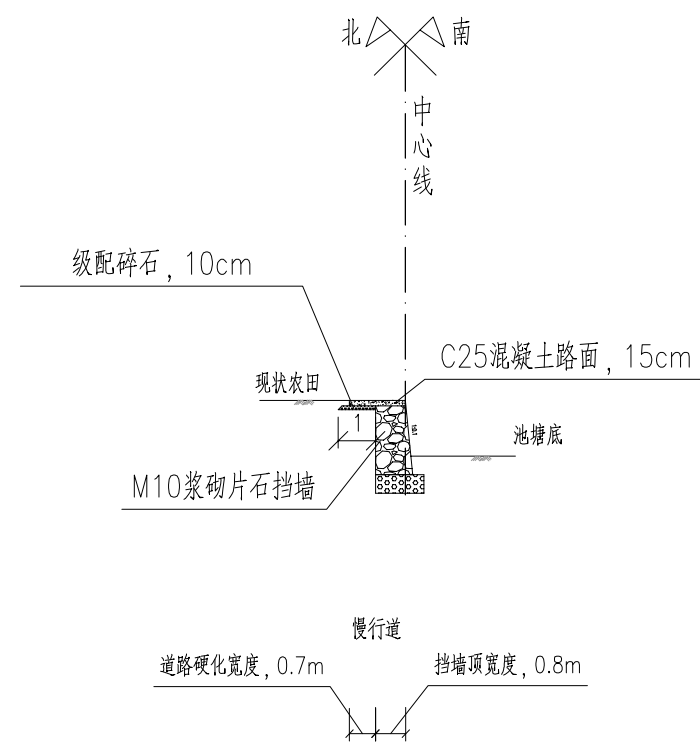 北 南
中心线
级配碎石，10cm
C25混凝土路面，15cm
现状农田
1
池塘底
M10浆砌片石挡墙
慢行道
道路硬化宽度，0.7m
挡墙顶宽度，0.8m